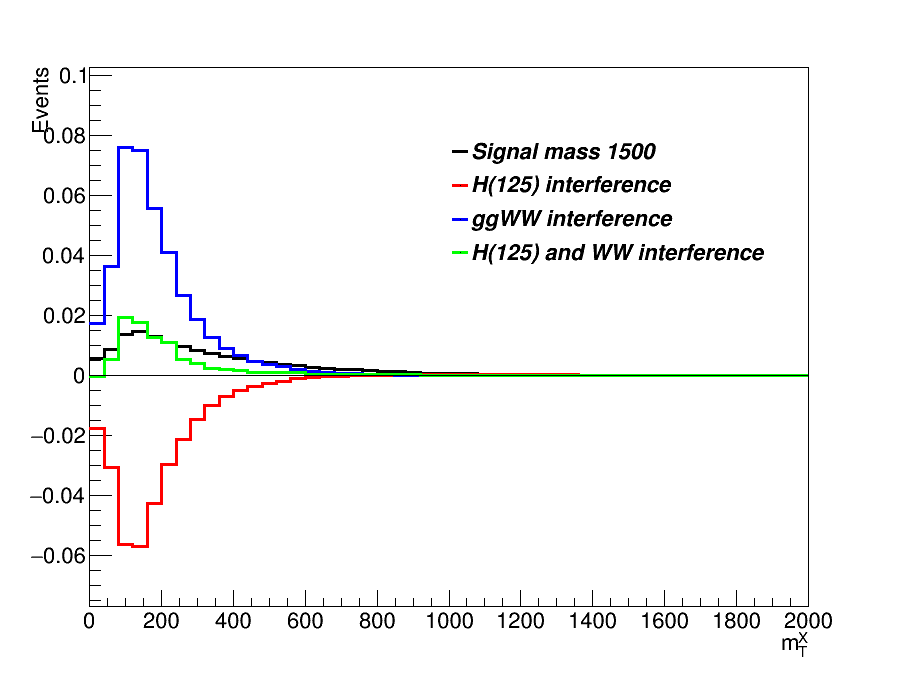 Events
0.1
0.08
0.06
0.04
0.02
0
−0.02
−0.04
−0.06
Signal mass 1500
H(125) interference
ggWW interference
H(125) and WW interference
0 200 400 600 800 1000 1200 1400 1600 1800 2000
m_T^X